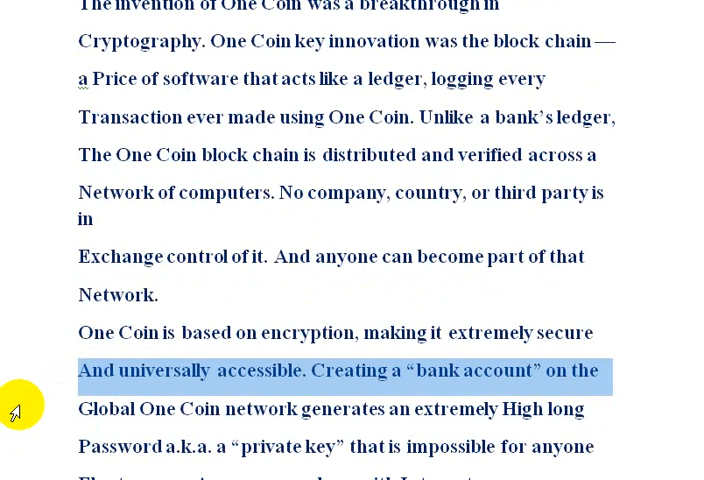 The invention of One Coin was a breakthrough in
Cryptography. One Coin key innovation was the block chain —
a Price of software that acts like a ledger, logging every
Transaction ever made using One Coin. Unlike a bank's ledger,
The One Coin block chain is distributed and verified across a
Network of computers. No company, country, or third party is
in
Exchange control of it. And anyone can become part of that
Network.
One Coin is based on encryption, making it extremely secure
And universally accessible. Creating a “bank account” on the
Global One Coin network generates an extremely High long
Password a.k.a. a “private key” that is impossible for anyone